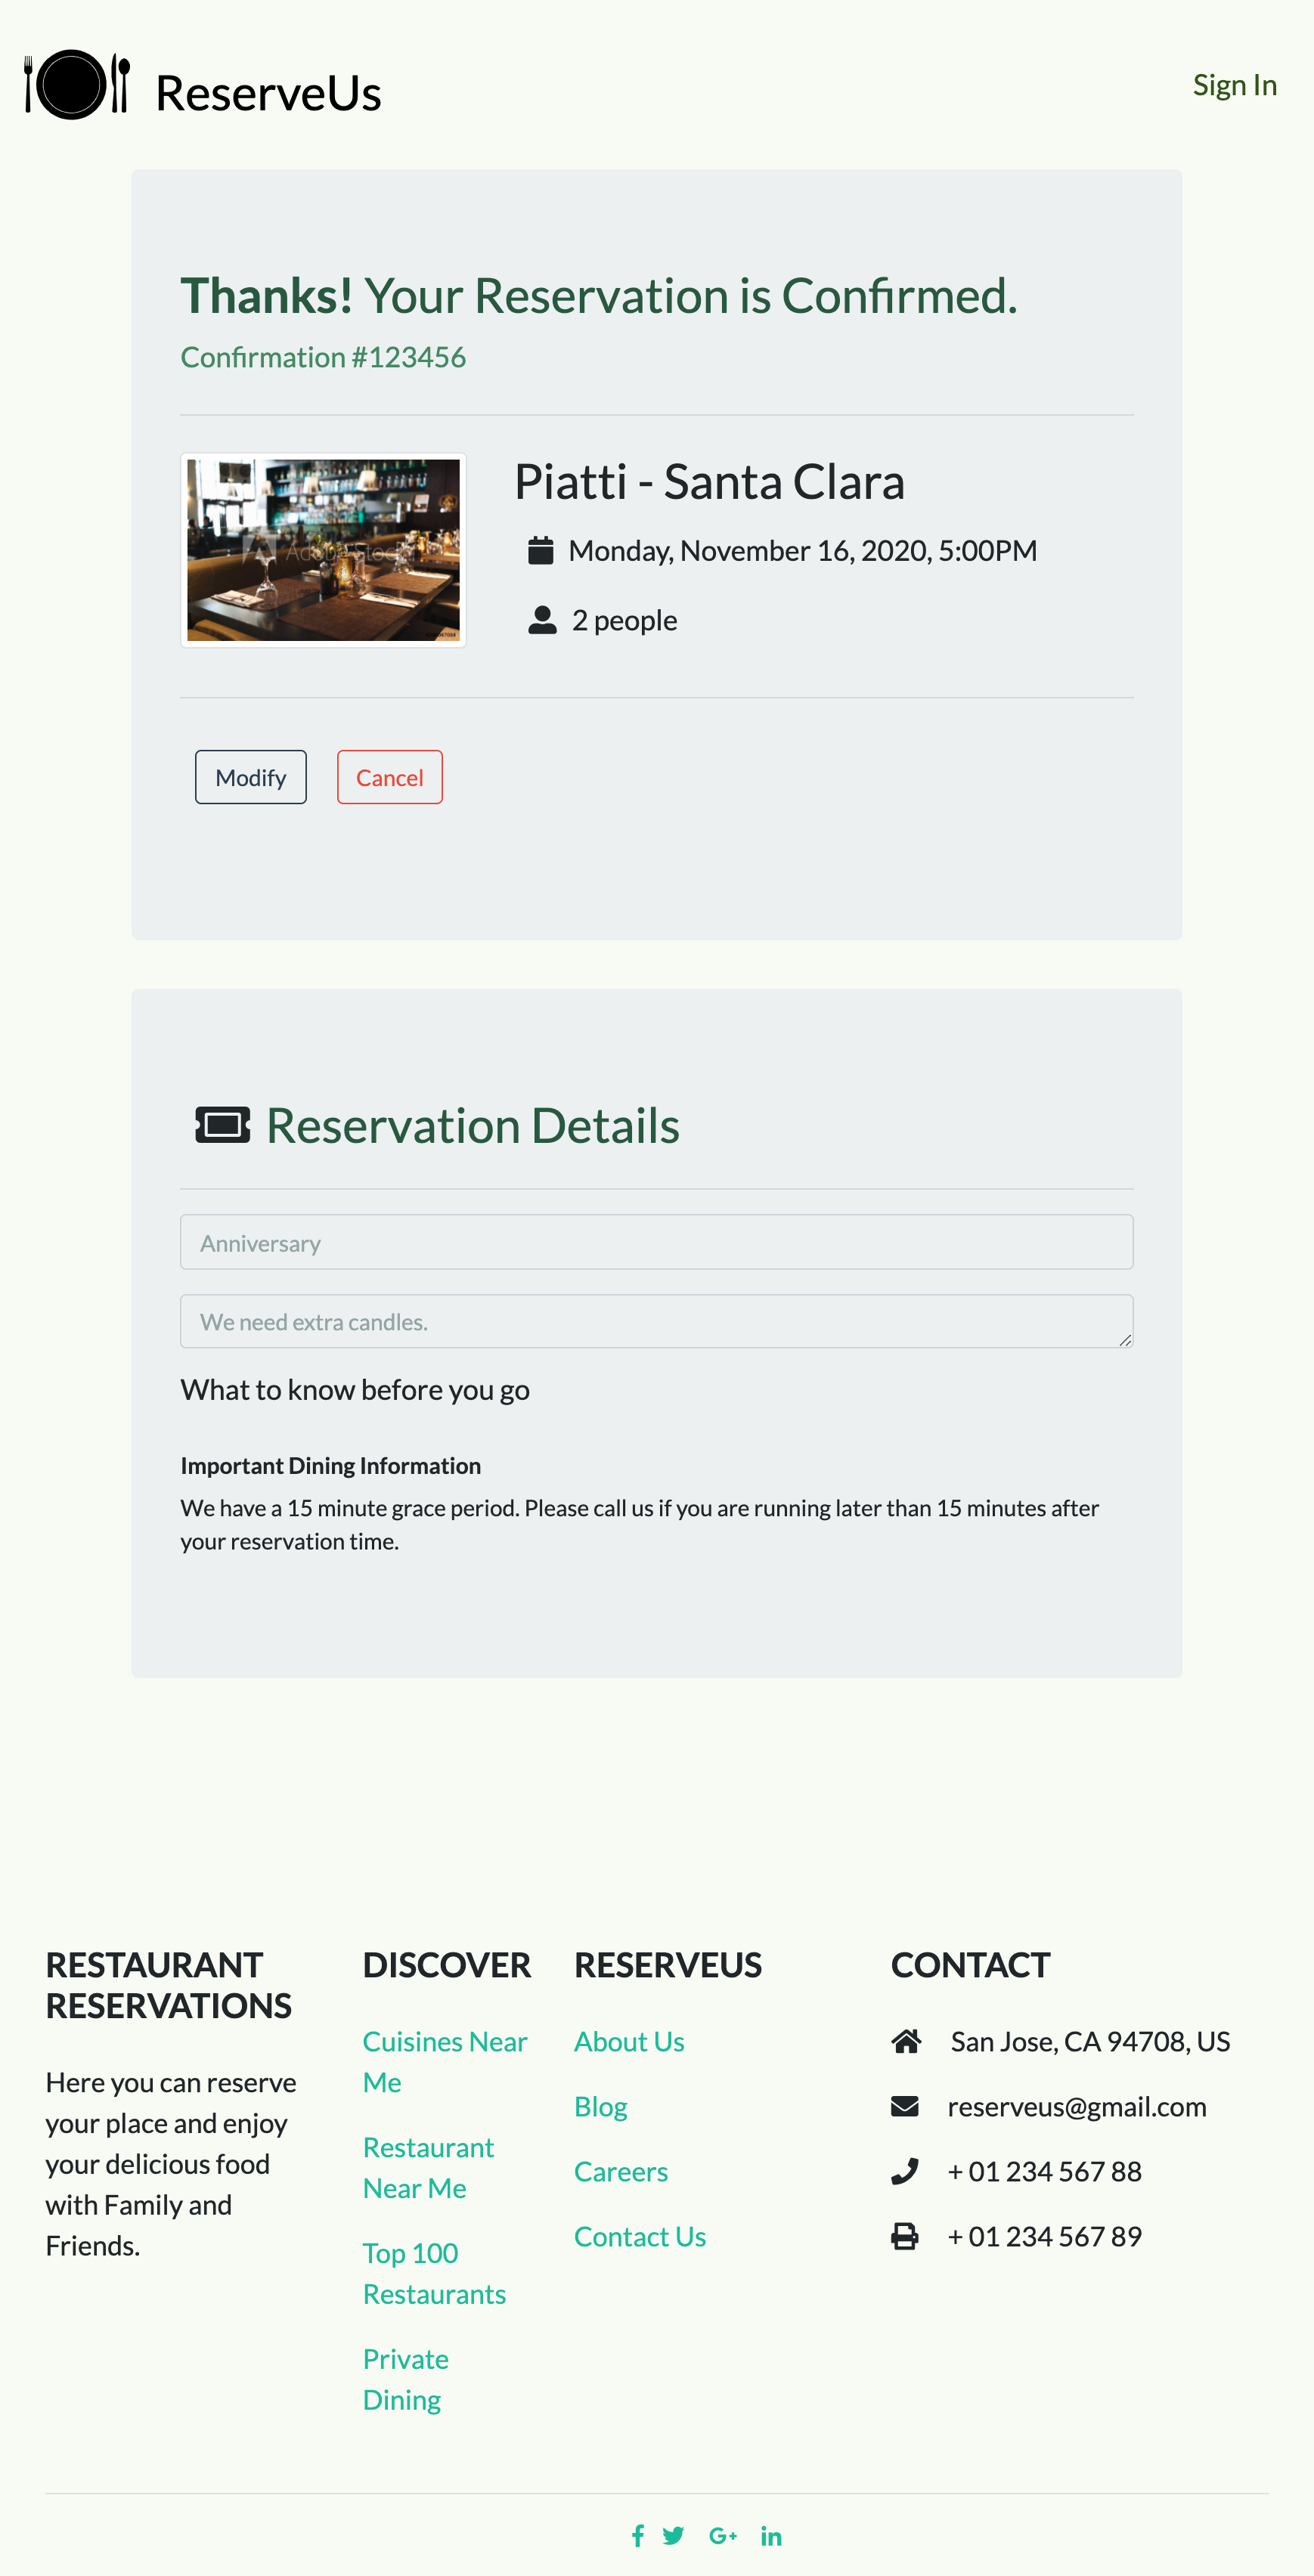 ReserveUs
Sign In
Thanks! Your Reservation is Confirmed.
Confirmation #123456
Adobe Stock
Piatti - Santa Clara
Monday, November 16, 2020, 5:00PM
2 people
Modify
Cancel
Reservation Details
Anniversary
We need extra candles.
What to know before you go
Important Dining Information
We have a 15 minute grace period. Please call us if you are running later than 15 minutes after
your reservation time.
RESTAURANT
RESERVATIONS
Here you can reserve
your place and enjoy
your delicious food
with Family and
Friends.
DISCOVER
Cuisines Near
Me
Restaurant
Near Me
Top 100
Restaurants
Private
Dining
RESERVEUS
About Us
Blog
Careers
Contact Us
CONTACT
San Jose, CA 94708, US
reserveus@gmail.com
+ 01 234 567 88
+ 01 234 567 89